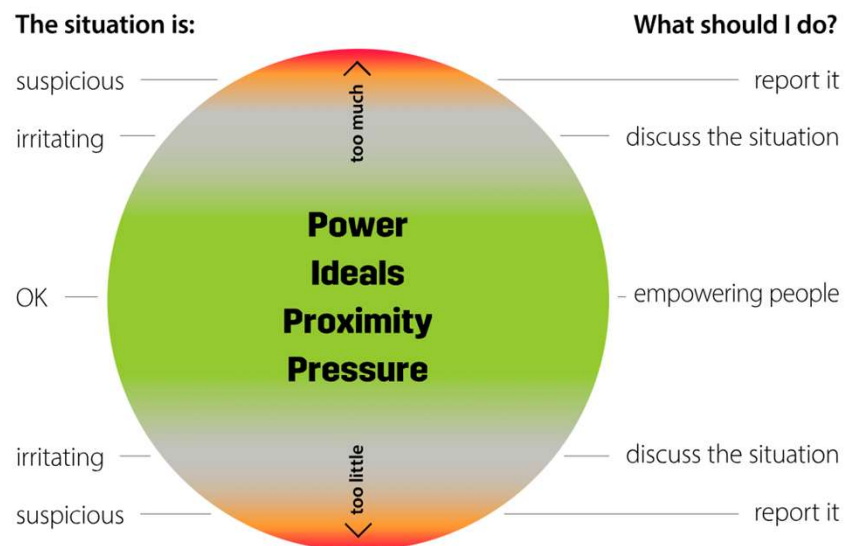 The situation is:
What should I do?
suspicious
report it
irritating
discuss the situation
too much
Power
Ideals
Proximity
Pressure
OK
empowering people
too little
irritating
discuss the situation
suspicious
report it